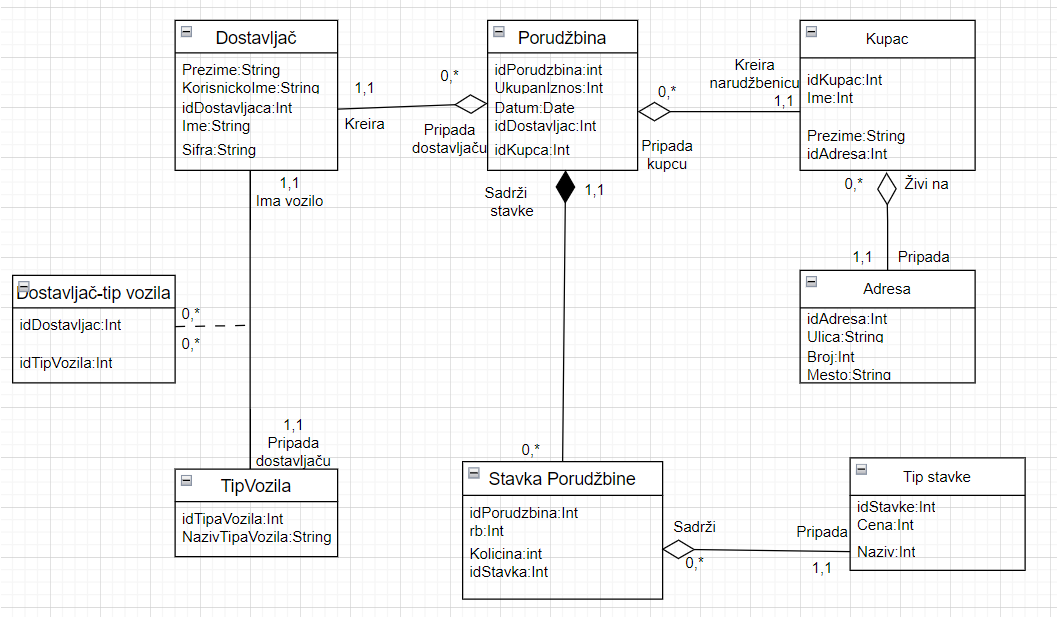 Dostavljač
Prezime:String
KorisnickoIme:String
idDostavljaca:Int
Ime:String
Sifra:String
1,1
Kreira
0,*
Pripada
dostavljaču
Porudžbina
idPorudzbina:int
UkupanIznos:Int
Datum:Date
idDostavljac:Int
idKupca:Int
0,*
Pripada
kupcu
Kreira
narudžbenicu
1,1
Kupac
idKupac:Int
Ime:Int
Prezime:String
idAdresa:Int
0,*
Živi na
1,1
Pripada
Adresa
idAdresa:Int
Ulica:String
Broj:Int
Mesto:String
1,1
Ima vozilo
Sadrži
stavke
1,1
Dostavljač-tip vozila
idDostavljac:Int
idTipVozila:Int
0,*
0,*
1,1
Pripada
dostavljaču
TipVozila
idTipaVozila:Int
NazivTipaVozila:String
0,*
Stavka Porudžbine
idPorudzbina:Int
rb:Int
Kolicina:int
idStavka:Int
Sadrži
0,*
Pripada
1,1
Tip stavke
idStavke:Int
Cena:Int
Naziv:Int